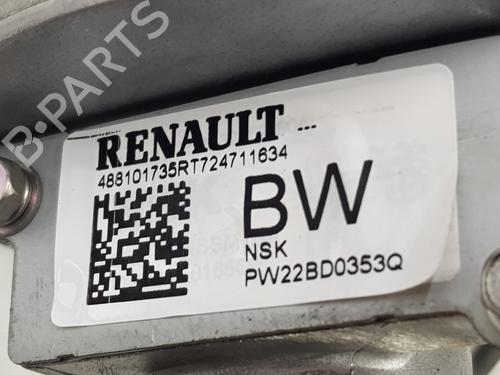 B-PARTS
RENAULT ...
488101735RT724711634
BW
NSK
PW22BD0353Q